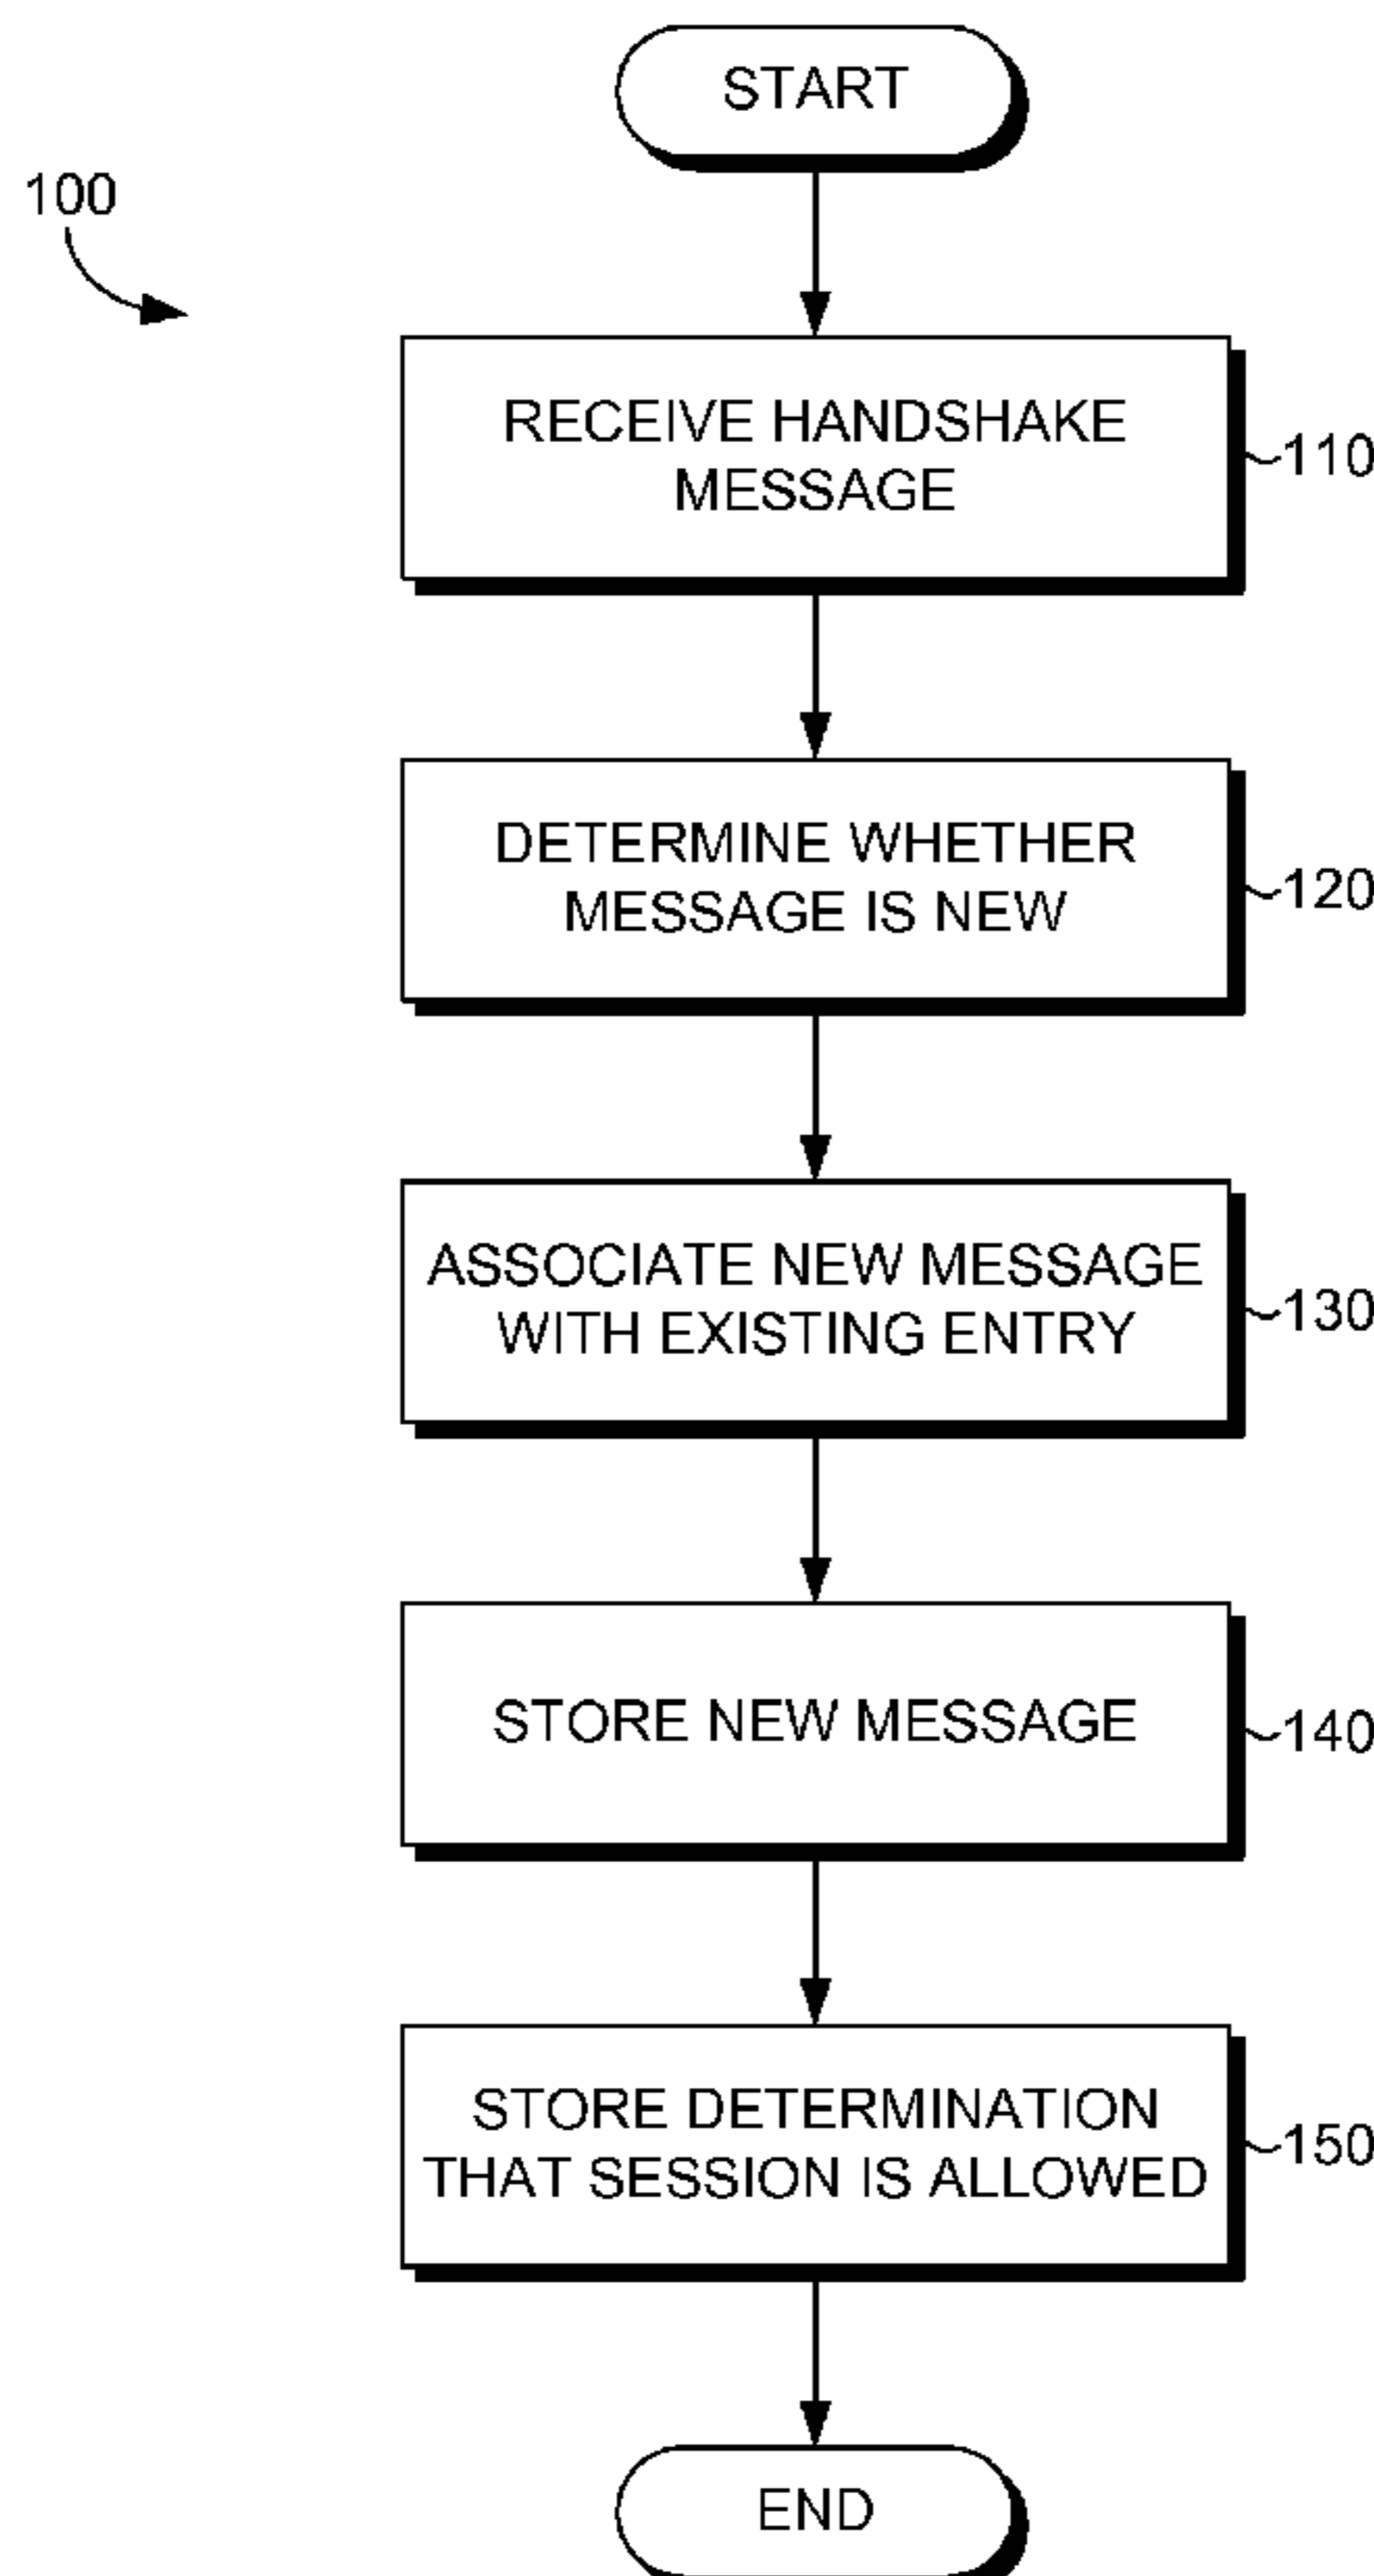 START
100
RECEIVE HANDSHAKE
MESSAGE
110
DETERMINE WHETHER
MESSAGE IS NEW
120
ASSOCIATE NEW MESSAGE
WITH EXISTING ENTRY
130
STORE NEW MESSAGE
140
STORE DETERMINATION
THAT SESSION IS ALLOWED
150
END